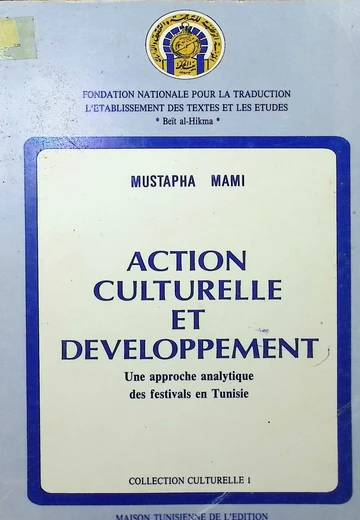 FONDATION NATIONALE POUR LA TRADUCTION
L'ETABLISSEMENT DES TEXTES ET LES ETUDES
* Beït al-Hikma *
MUSTAPHA MAMI
ACTION
CULTURELLE
ET
DEVELOPPEMENT
Une approche analytique
des festivals en Tunisie
COLLECTION CULTURELLE 1
MAISON TUNISIENNE DE L'EDITION